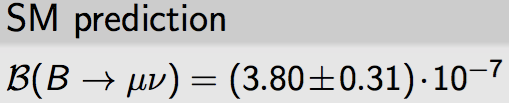 SM prediction
ℬ(B → μν) = (3.80±0.31)·10⁻⁷